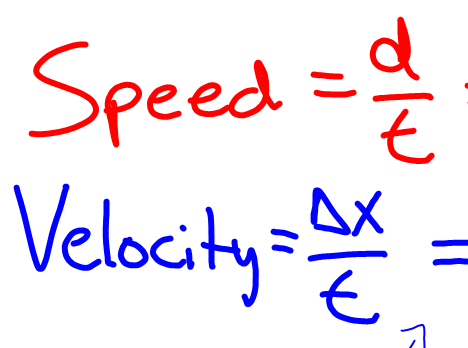 Speed = d/t
Velocity = Δx/t =